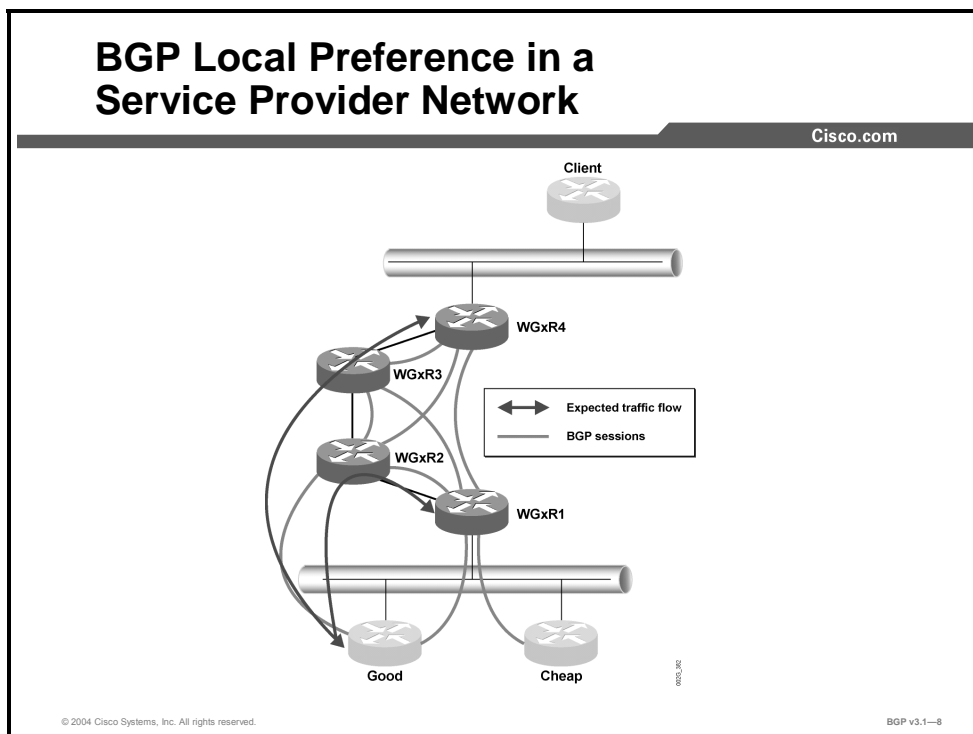 BGP Local Preference in a
Service Provider Network
Cisco.com
Client
WGxR4
WGxR3
Expected traffic flow
BGP sessions
WGxR2
WGxR1
Good
Cheap
002G_382
© 2004 Cisco Systems, Inc. All rights reserved.
BGP v3.1—8